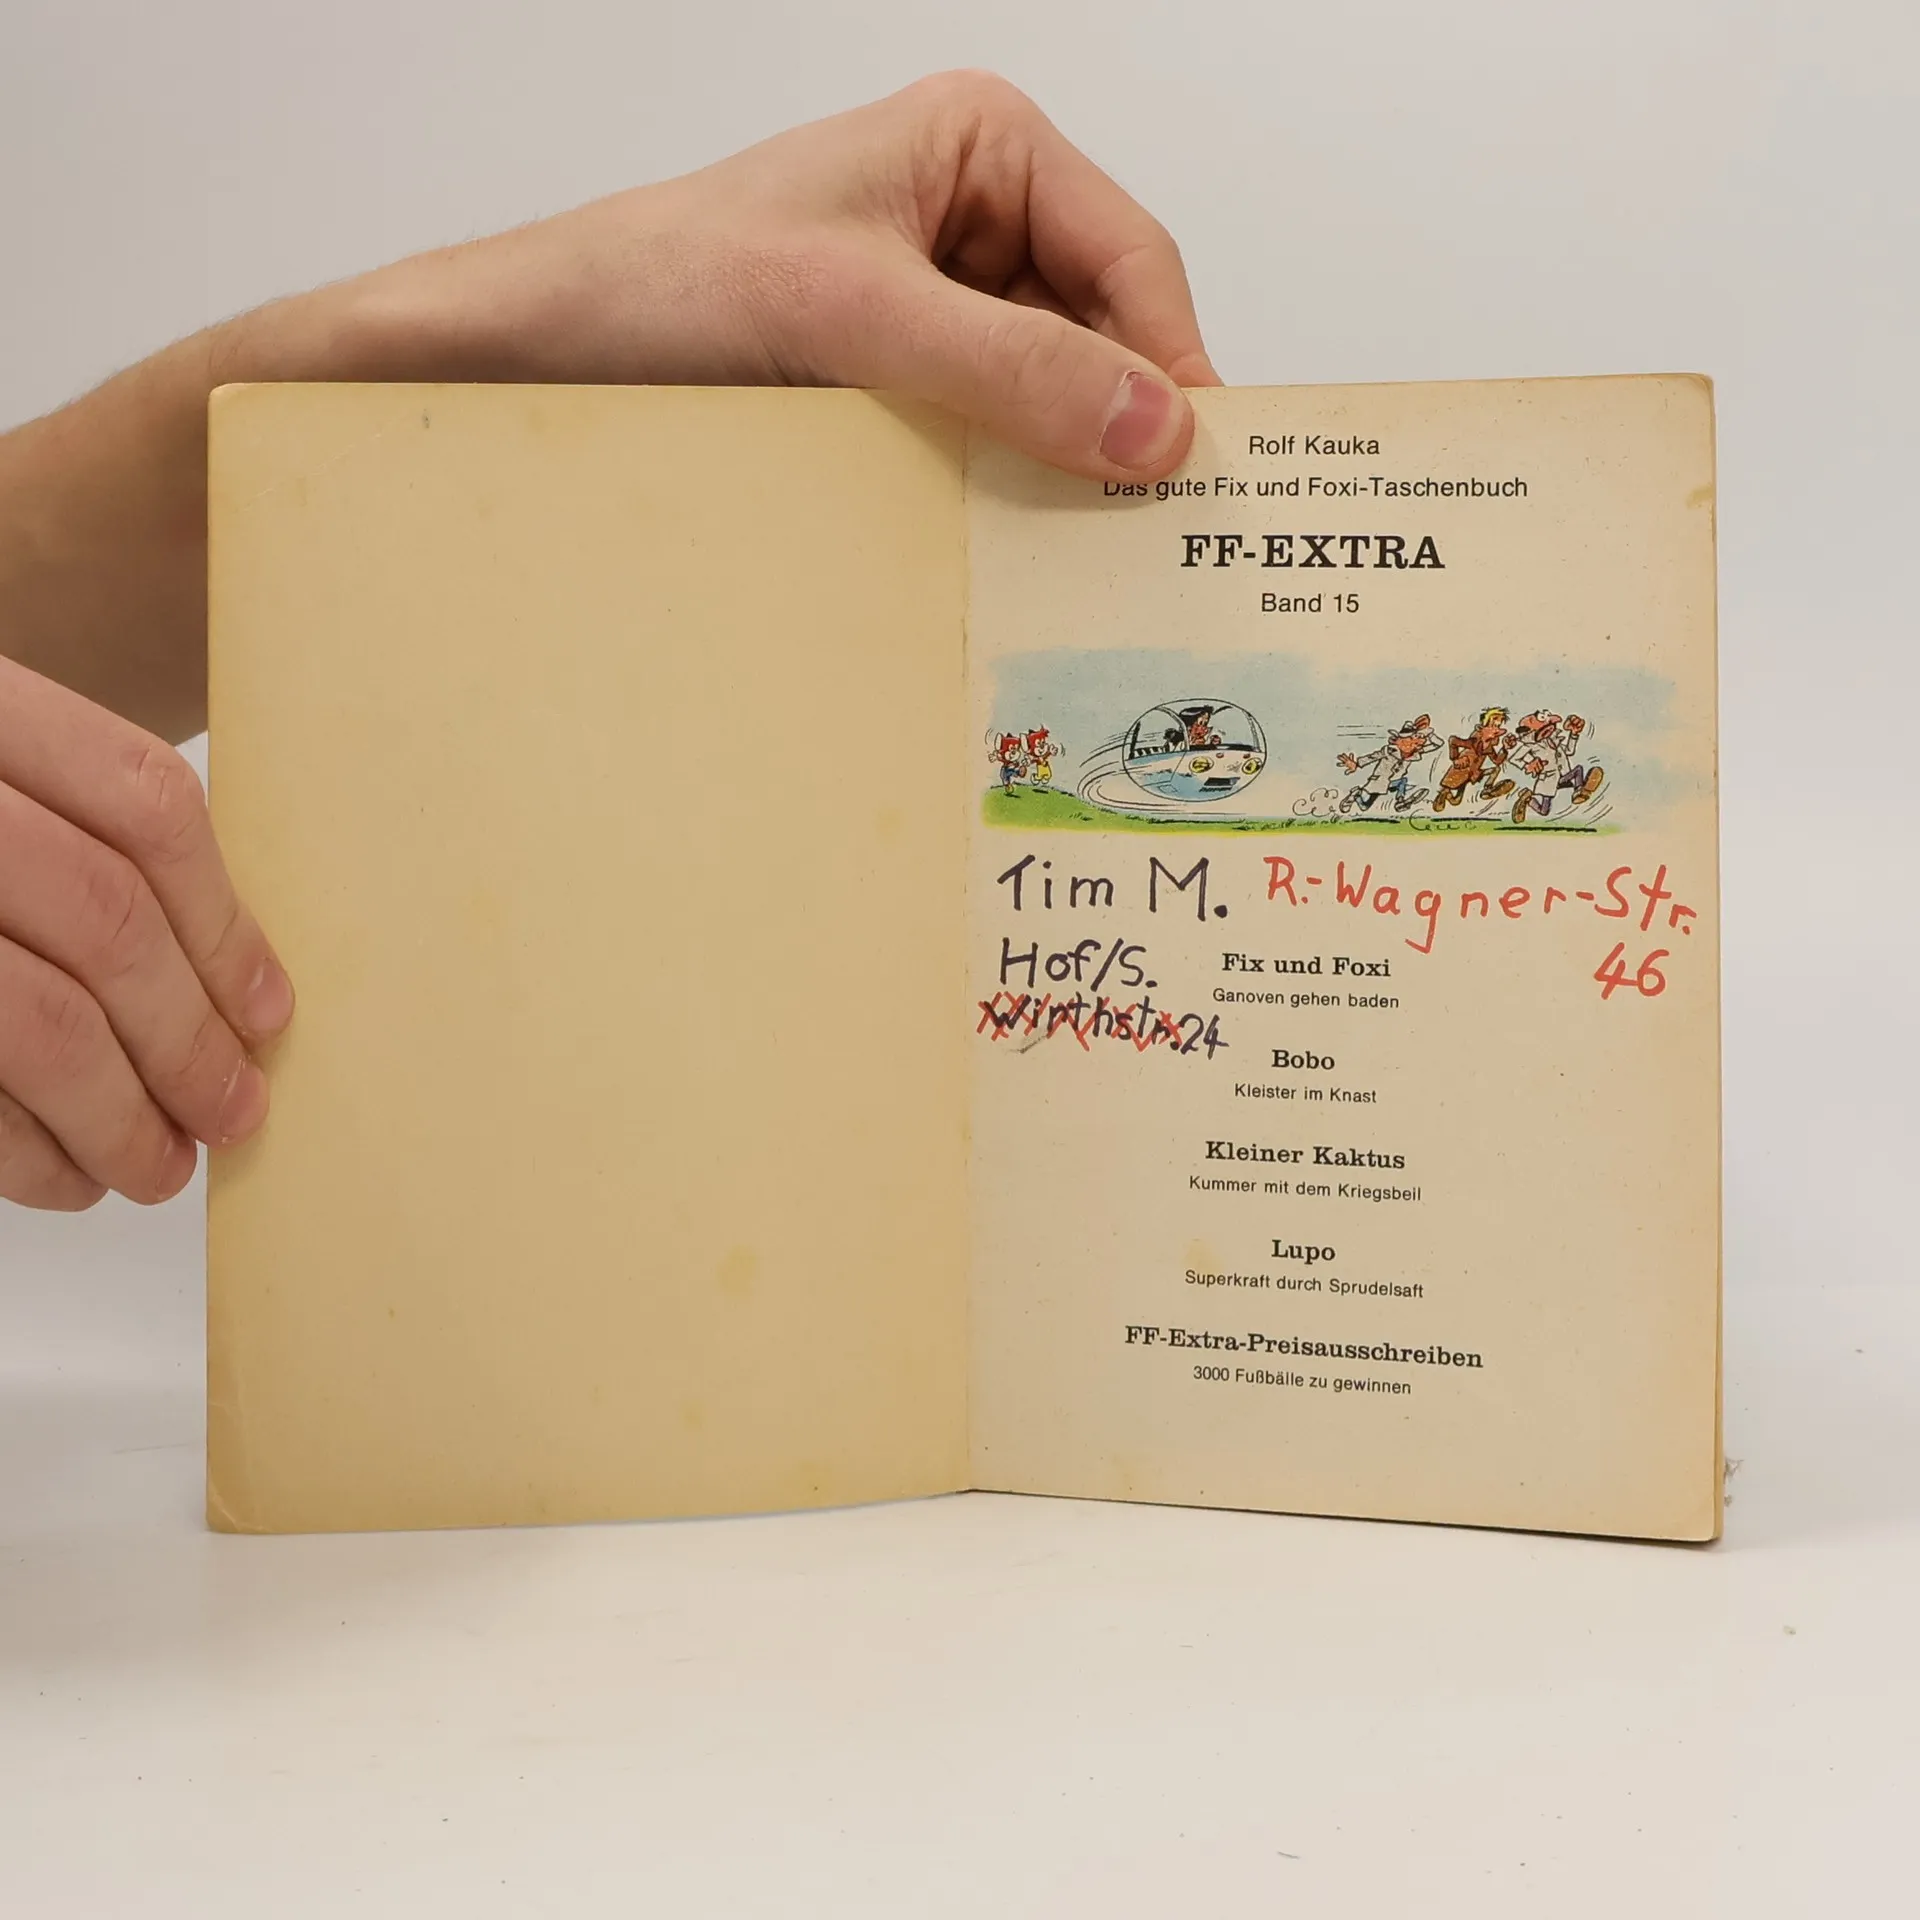 Rolf Kauka
Das gute Fix und Foxi-Taschenbuch
FF-EXTRA
Band 15
Tim M. R.-Wagner-Str.
46
Hof/S.
Wirthstr. 24
Fix und Foxi
Ganoven gehen baden
Bobo
Kleister im Knast
Kleiner Kaktus
Kummer mit dem Kriegsbeil
Lupo
Superkraft durch Sprudelsaft
FF-Extra-Preisausschreiben
3000 Fußbälle zu gewinnen